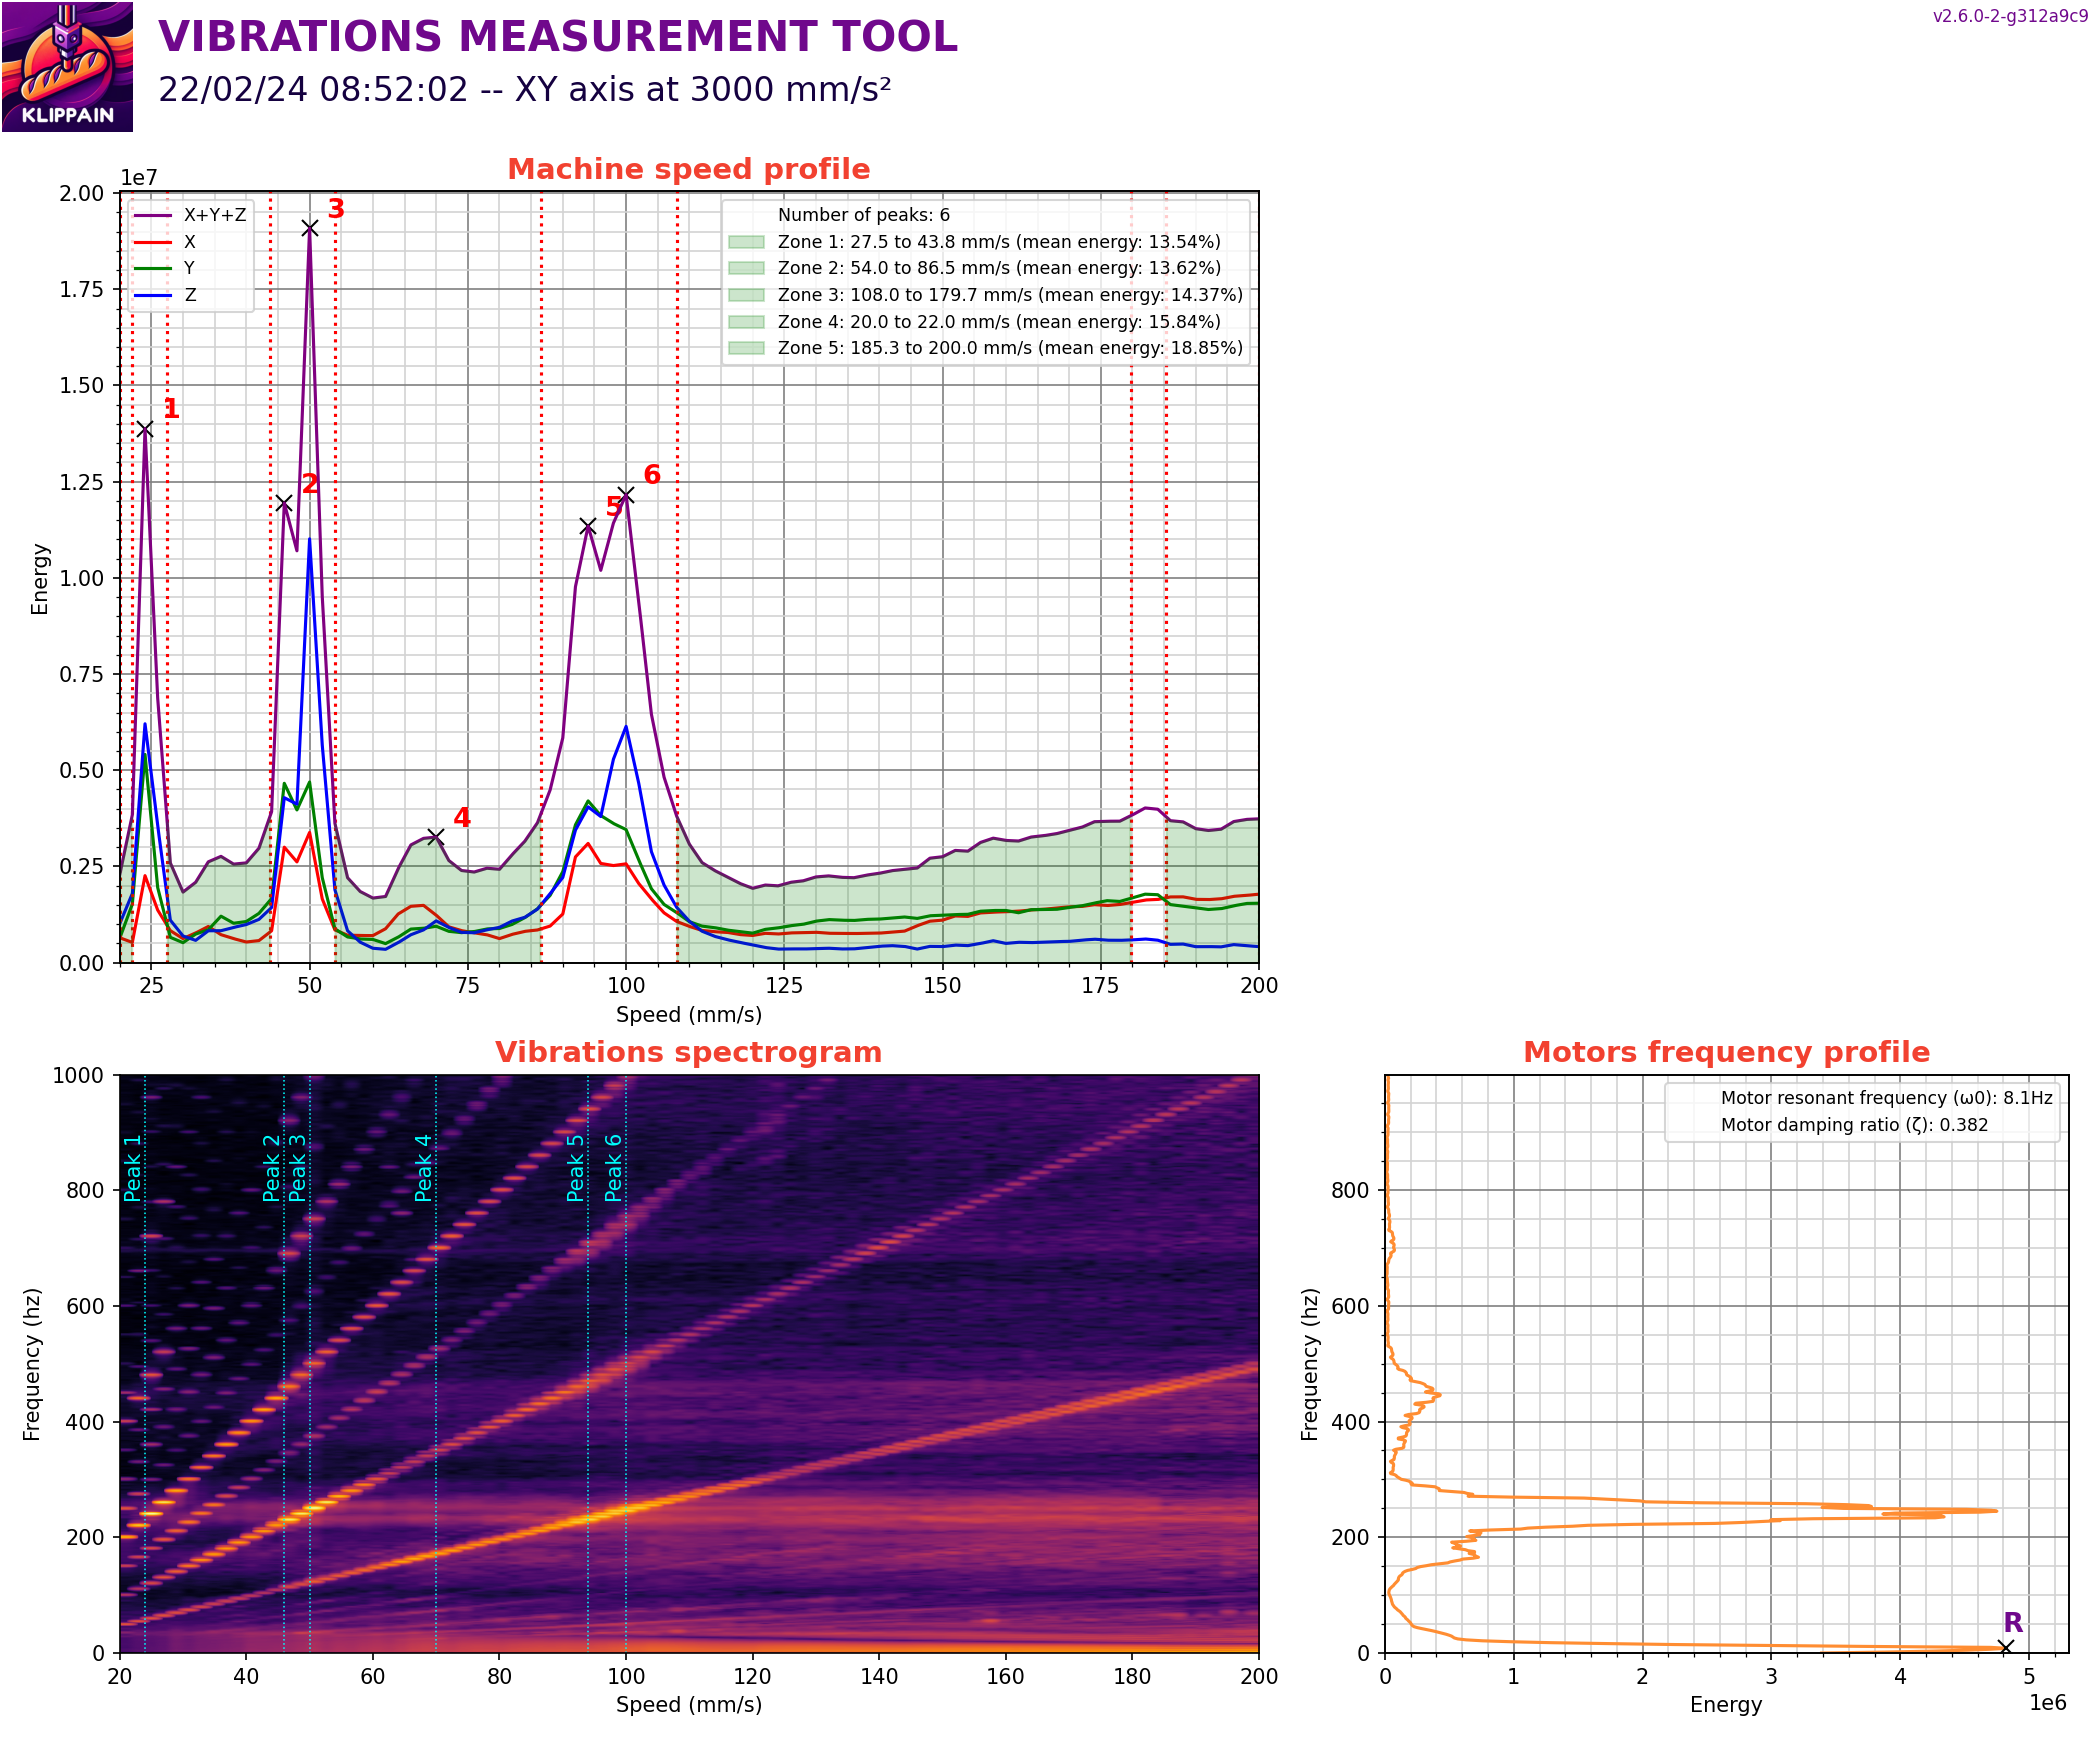 VIBRATIONS MEASUREMENT TOOL
22/02/24 08:52:02 -- XY axis at 3000 mm/s²
v2.6.0-2-g312a9c9
KLIPPAIN
Machine speed profile
1e7
2.00
1.75
1.50
1.25
1.00
0.75
0.50
0.25
0.00
Energy
X+Y+Z
X
Y
Z
Number of peaks: 6
Zone 1: 27.5 to 43.8 mm/s (mean energy: 13.54%)
Zone 2: 54.0 to 86.5 mm/s (mean energy: 13.62%)
Zone 3: 108.0 to 179.7 mm/s (mean energy: 14.37%)
Zone 4: 20.0 to 22.0 mm/s (mean energy: 15.84%)
Zone 5: 185.3 to 200.0 mm/s (mean energy: 18.85%)
1
2
3
4
5
6
25 50 75 100 125 150 175 200
Speed (mm/s)
Vibrations spectrogram
1000
800
600
400
200
0
Frequency (hz)
Peak 1
Peak 2
Peak 3
Peak 4
Peak 5
Peak 6
20 40 60 80 100 120 140 160 180 200
Speed (mm/s)
Motors frequency profile
Motor resonant frequency (ω0): 8.1Hz
Motor damping ratio (ζ): 0.382
800
600
400
200
0
Frequency (hz)
R
0 1 2 3 4 5
Energy
1e6